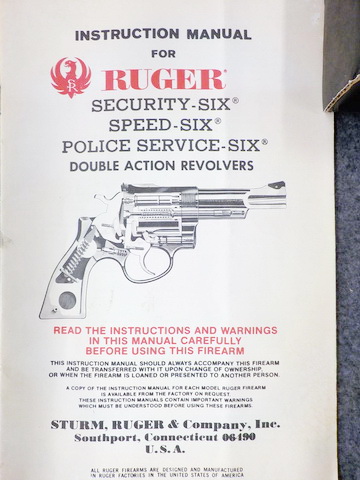 INSTRUCTION MANUAL
FOR
RUGER®
SECURITY-SIX®
SPEED-SIX®
POLICE SERVICE-SIX®
DOUBLE ACTION REVOLVERS
READ THE INSTRUCTIONS AND WARNINGS
IN THIS MANUAL CAREFULLY
BEFORE USING THIS FIREARM
THIS INSTRUCTION MANUAL SHOULD ALWAYS ACCOMPANY THIS FIREARM
AND BE TRANSFERRED WITH IT UPON CHANGE OF OWNERSHIP,
OR WHEN THE FIREARM IS LOANED OR PRESENTED TO ANOTHER PERSON.
A COPY OF THE INSTRUCTION MANUAL FOR EACH MODEL RUGER FIREARM
IS AVAILABLE FROM THE FACTORY ON REQUEST.
THESE INSTRUCTION MANUALS CONTAIN IMPORTANT WARNINGS
WHICH MUST BE UNDERSTOOD BEFORE USING THESE FIREARMS.
STURM, RUGER & Company, Inc.
Southport, Connecticut 06490
U.S.A.
ALL RUGER FIREARMS ARE DESIGNED AND MANUFACTURED
IN RUGER FACTORIES IN THE UNITED STATES OF AMERICA